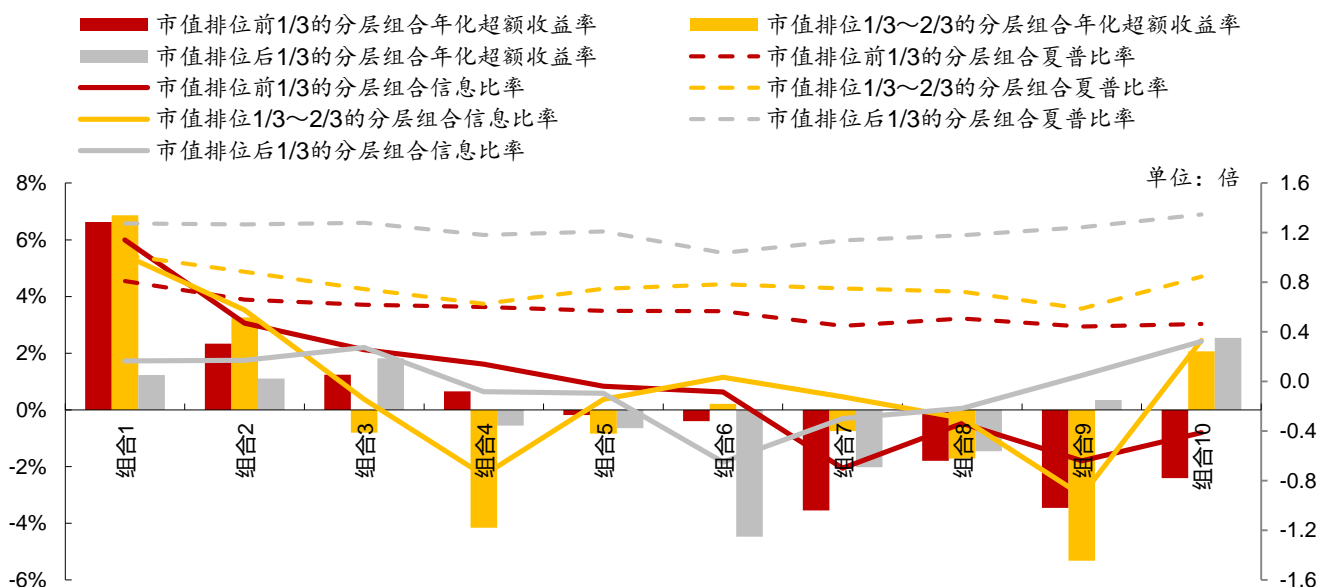 市值排位前1/3的分层组合年化超额收益率
市值排位1/3～2/3的分层组合年化超额收益率
市值排位后1/3的分层组合年化超额收益率
市值排位前1/3的分层组合夏普比率
市值排位前1/3的分层组合信息比率
市值排位1/3～2/3的分层组合夏普比率
市值排位1/3～2/3的分层组合信息比率
市值排位后1/3的分层组合夏普比率
市值排位后1/3的分层组合信息比率
单位：倍
8%
6%
4%
2%
0%
-2%
-4%
-6%
1.6
1.2
0.8
0.4
0.0
-0.4
-0.8
-1.2
-1.6
组合1
组合2
组合3
组合4
组合5
组合6
组合7
组合8
组合9
组合10